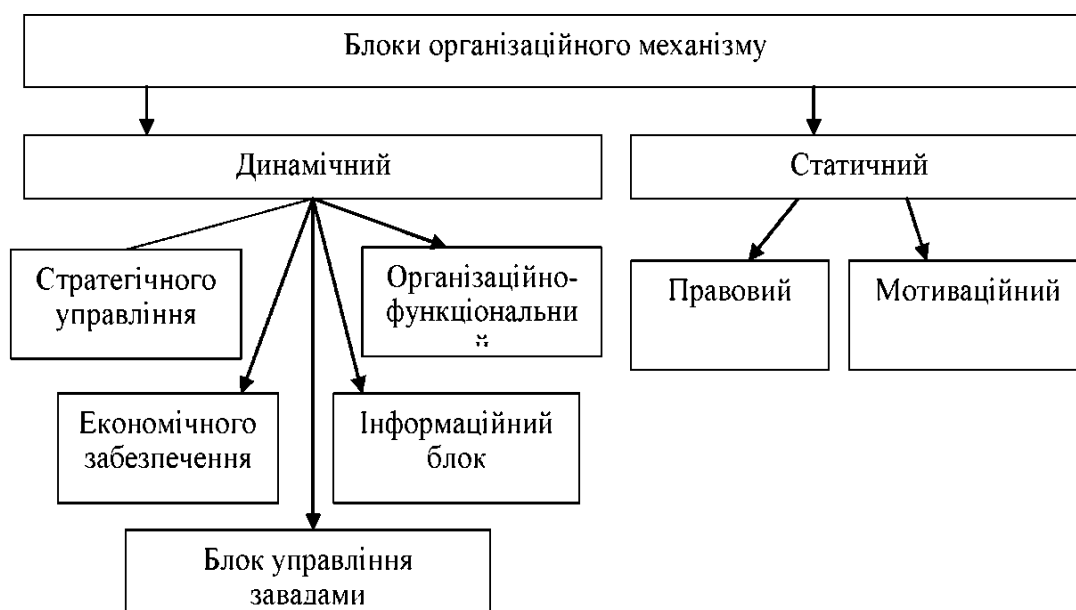 Блоки організаційного механізму
Динамічний
Статичний
Стратегічного
управління
Організаційно-
функціональни
й
Правовий
Мотиваційний
Економічного
забезпечення
Інформаційний
блок
Блок управління
завадами